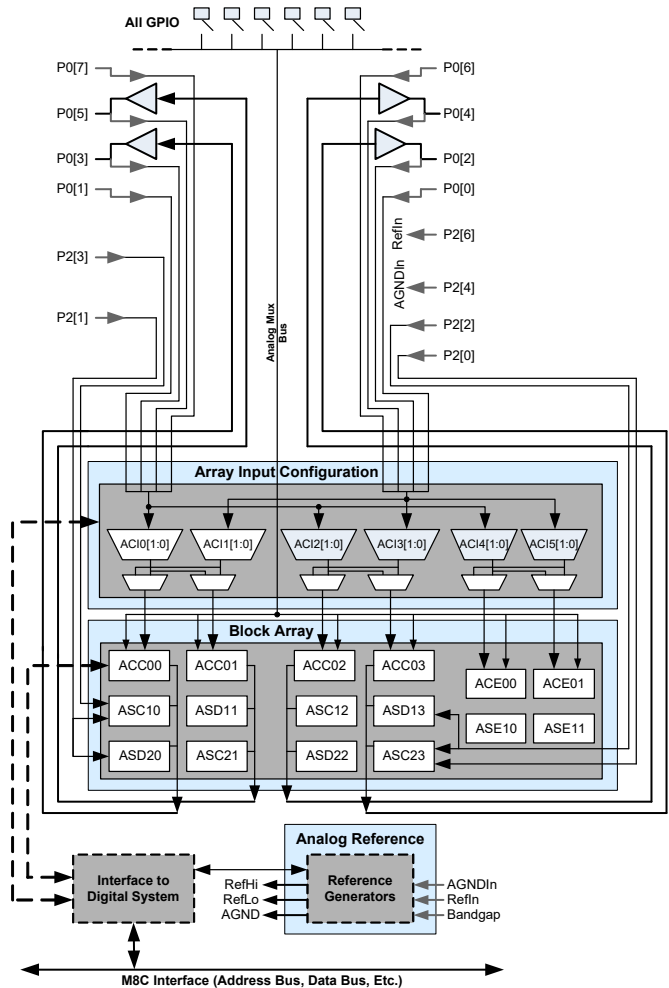 All GPIO
P0[7]
P0[6]
P0[5]
P0[4]
P0[3]
P0[2]
P0[1]
P0[0]
RefIn
P2[6]
P2[3]
AGNDIn
P2[4]
P2[1]
P2[2]
Analog Mux
Bus
P2[0]
Array Input Configuration
ACI0[1:0]
ACI1[1:0]
ACI2[1:0]
ACI3[1:0]
ACI4[1:0]
ACI5[1:0]
Block Array
ACC00
ACC01
ACC02
ACC03
ACE00
ACE01
ASC10
ASD11
ASC12
ASD13
ASE10
ASE11
ASD20
ASC21
ASD22
ASC23
Analog Reference
Interface to
Digital System
RefHi
RefLo
AGND
Reference
Generators
AGNDIn
RefIn
Bandgap
M8C Interface (Address Bus, Data Bus, Etc.)